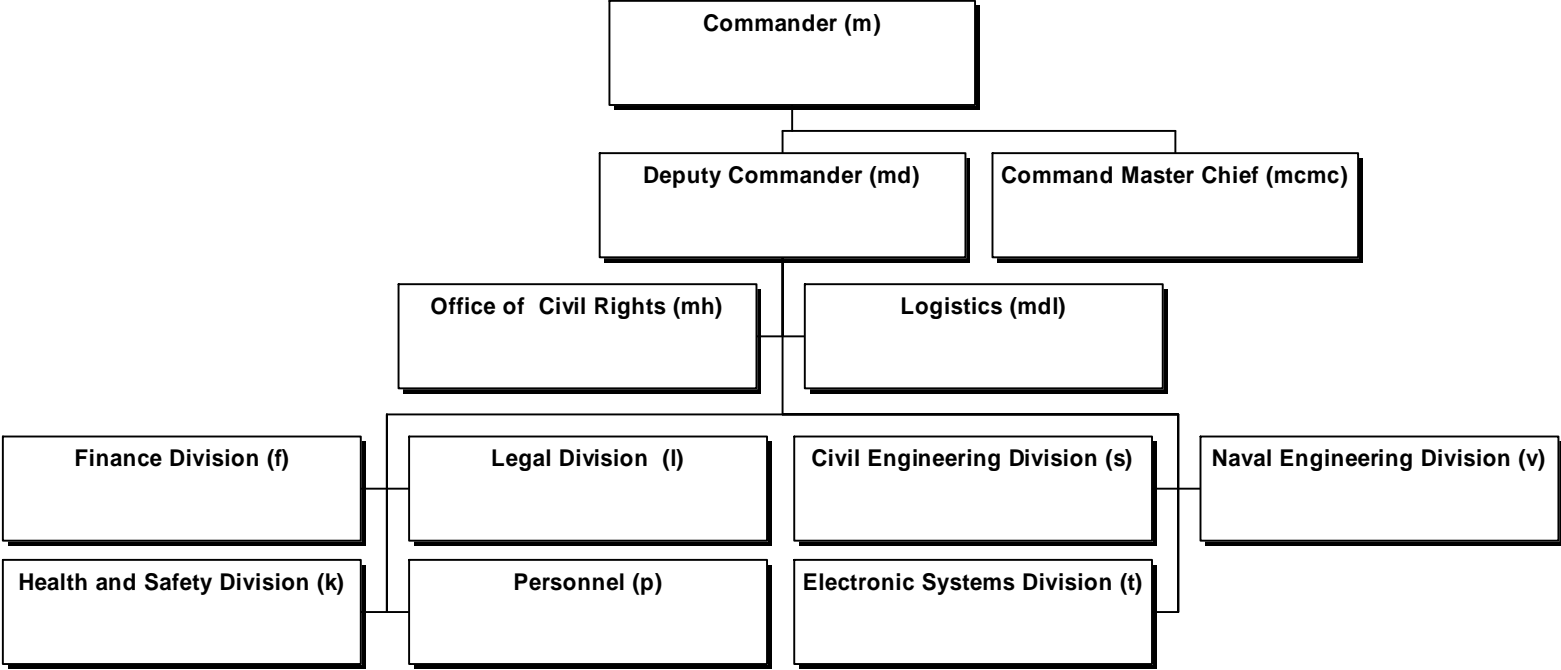 Commander (m)
Deputy Commander (md)
Command Master Chief (mcmc)
Office of  Civil Rights (mh)
Logistics (mdl)
Finance Division (f)
Legal Division  (l)
Civil Engineering Division (s)
Naval Engineering Division (v)
Health and Safety Division (k)
Personnel (p)
Electronic Systems Division (t)